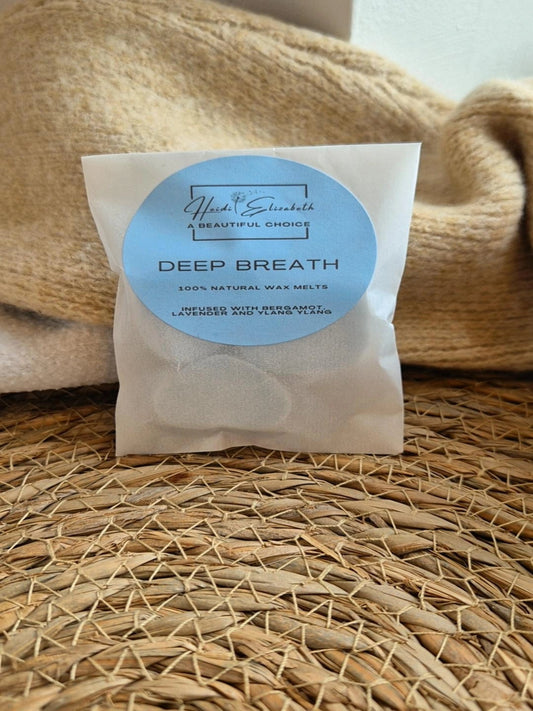 Heidi Elizabeth
A BEAUTIFUL CHOICE
DEEP BREATH
100% NATURAL WAX MELTS
INFUSED WITH BERGAMOT,
LAVENDER AND YLANG YLANG